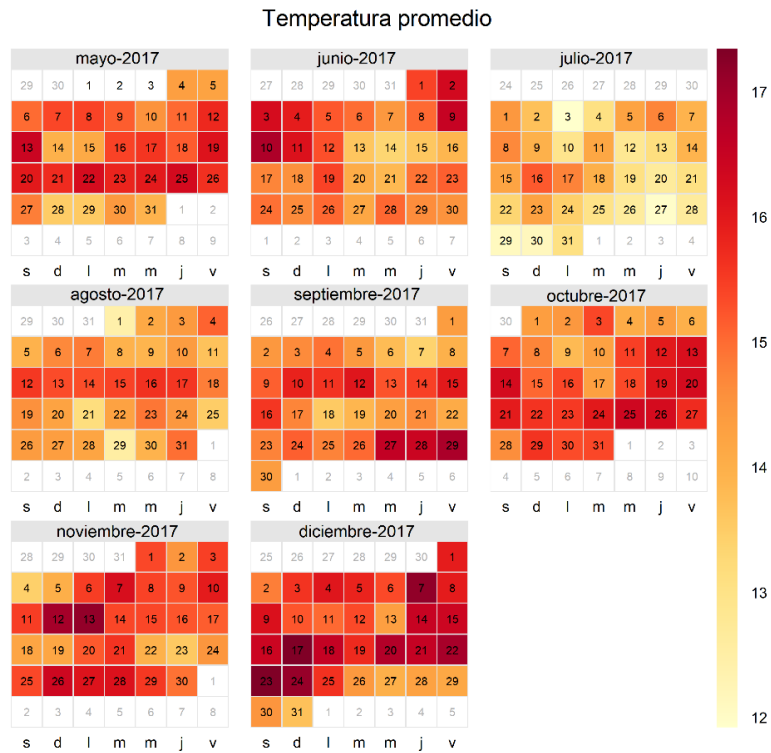 Temperatura promedio
mayo-2017 junio-2017 julio-2017
29 30 1 2 3 4 5 27 28 29 30 31 1 2 24 25 26 27 28 29 30
6 7 8 9 10 11 12 3 4 5 6 7 8 9 1 2 3 4 5 6 7
13 14 15 16 17 18 19 10 11 12 13 14 15 16 8 9 10 11 12 13 14
20 21 22 23 24 25 26 17 18 19 20 21 22 23 15 16 17 18 19 20 21
27 28 29 30 31 1 2 24 25 26 27 28 29 30 22 23 24 25 26 27 28
3 4 5 6 7 8 9 1 2 3 4 5 6 7 29 30 31 1 2 3 4
s d l m m j v s d l m m j v s d l m m j v
agosto-2017 septiembre-2017 octubre-2017
29 30 31 1 2 3 4 26 27 28 29 30 31 1 30 1 2 3 4 5 6
5 6 7 8 9 10 11 2 3 4 5 6 7 8 7 8 9 10 11 12 13
12 13 14 15 16 17 18 9 10 11 12 13 14 15 14 15 16 17 18 19 20
19 20 21 22 23 24 25 16 17 18 19 20 21 22 21 22 23 24 25 26 27
26 27 28 29 30 31 1 23 24 25 26 27 28 29 28 29 30 31 1 2 3
2 3 4 5 6 7 8 30 1 2 3 4 5 6 4 5 6 7 8 9 10
s d l m m j v s d l m m j v s d l m m j v
noviembre-2017 diciembre-2017
28 29 30 31 1 2 3 25 26 27 28 29 30 1
4 5 6 7 8 9 10 2 3 4 5 6 7 8
11 12 13 14 15 16 17 9 10 11 12 13 14 15
18 19 20 21 22 23 24 16 17 18 19 20 21 22
25 26 27 28 29 30 1 23 24 25 26 27 28 29
2 3 4 5 6 7 8 30 31 1 2 3 4 5
s d l m m j v s d l m m j v
17
16
15
14
13
12